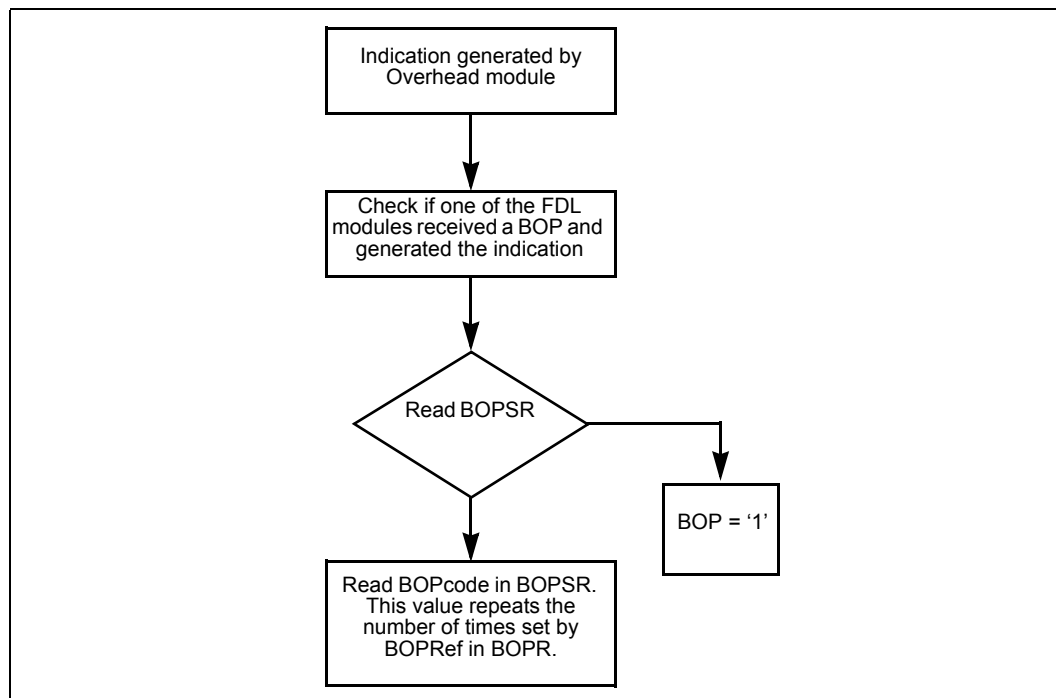 Indication generated by
Overhead module
Check if one of the FDL
modules received a BOP and
generated the indication
Read BOPSR
BOP = ‘1’
Read BOPcode in BOPSR.
This value repeats the
number of times set by
BOPRef in BOPR.